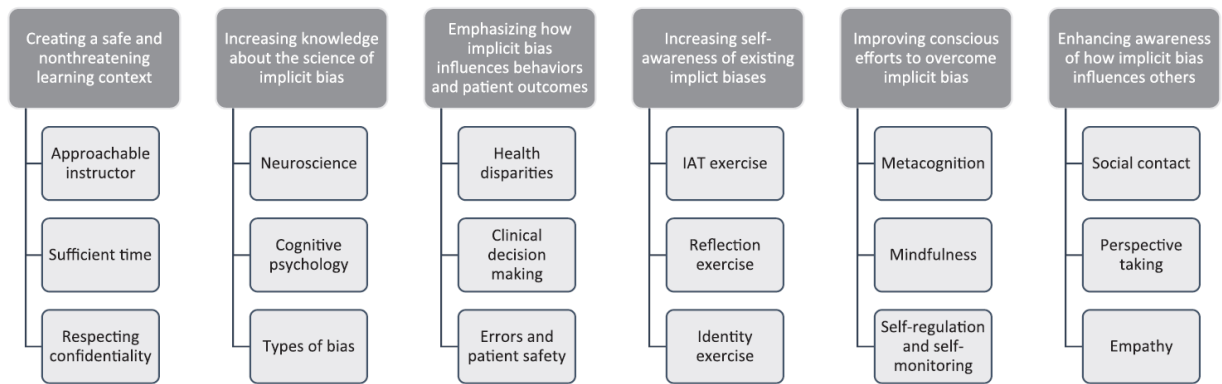 Creating a safe and
nonthreatening
learning context
Approachable
instructor
Sufficient time
Respecting
confidentiality
Increasing knowledge
about the science of
implicit bias
Neuroscience
Cognitive
psychology
Types of bias
Emphasizing how
implicit bias
influences behaviors
and patient outcomes
Health
disparities
Clinical
decision
making
Errors and
patient safety
Increasing self-
awareness of existing
implict biases
IAT exercise
Reflection
exercise
Identity
exercise
Improving conscious
efforts to overcome
implicit bias
Metacognition
Mindfulness
Self-regulation
and self-
monitoring
Enhancing awareness
of how implicit bias
influences others
Social contact
Perspective
taking
Empathy